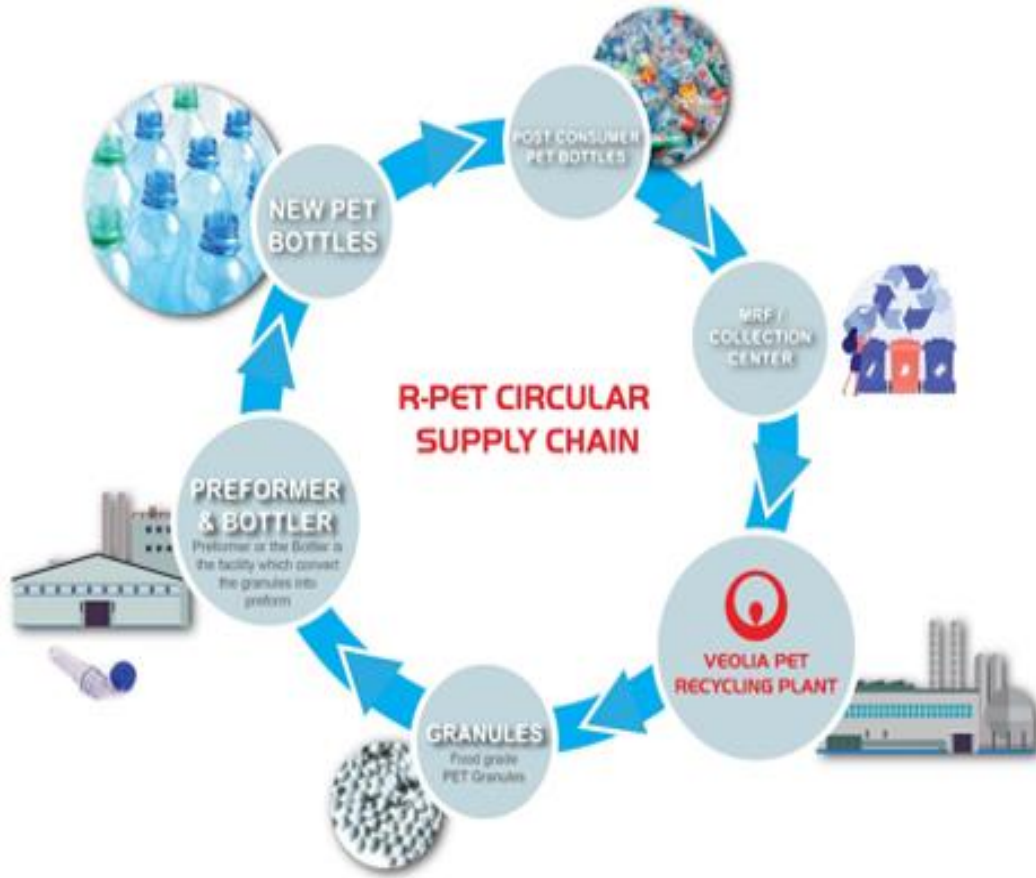 POST CONSUMER
PET BOTTLES
NEW PET
BOTTLES
MRF /
COLLECTION
CENTER
R-PET CIRCULAR
SUPPLY CHAIN
PREFORMER
& BOTTLER
Preformer or the Bottler is
the facility which convert
the granules into
preform
VEOLIA PET
RECYCLING PLANT
GRANULES
Food grade
PET Granules